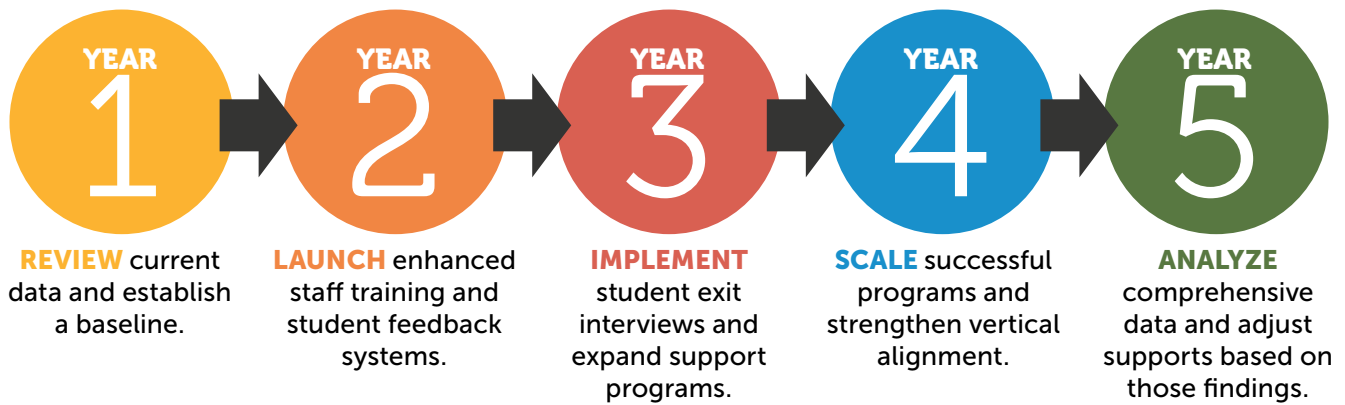 YEAR
1
REVIEW current
data and establish
a baseline.
YEAR
2
LAUNCH enhanced
staff training and
student feedback
systems.
YEAR
3
IMPLEMENT
student exit
interviews and
expand support
programs.
YEAR
4
SCALE successful
programs and
strengthen vertical
alignment.
YEAR
5
ANALYZE
comprehensive
data and adjust
supports based on
those findings.